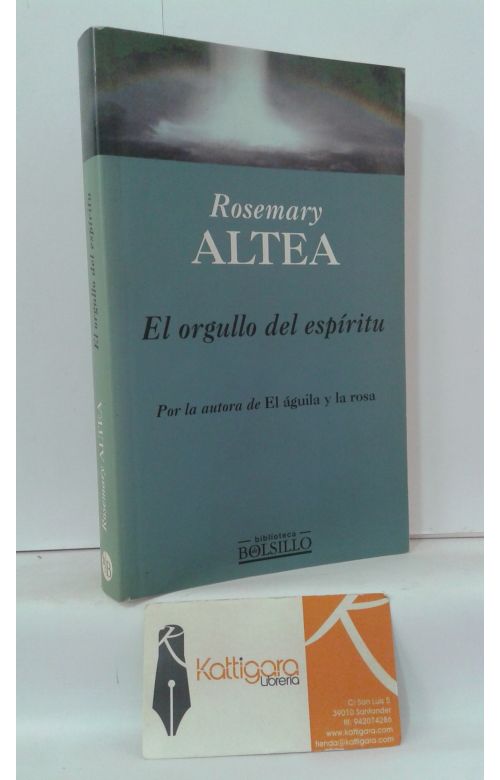 Rosemary
ALTEA
El orgullo del espíritu
Por la autora de El águila y la rosa
biblioteca
de BOLSILLO
El orgullo del espíritu
Rosemary ALTEA
Kattigara
Librería
C: San Luis 5
39010 Santander
tlf: 942074286
www.kattigara.com
tienda@kattigara.com